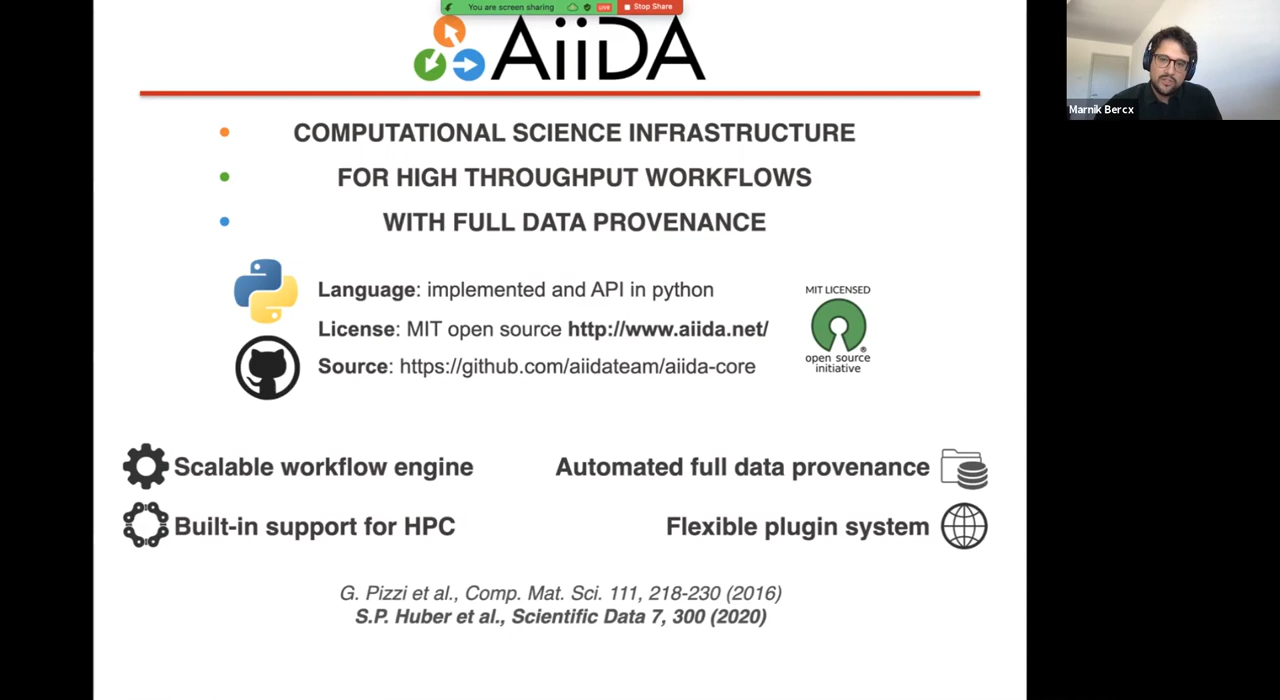 You are screen sharing LIVE Stop Share
AiiDA
Marnik Bercx
COMPUTATIONAL SCIENCE INFRASTRUCTURE
FOR HIGH THROUGHPUT WORKFLOWS
WITH FULL DATA PROVENANCE
Language: implemented and API in python
License: MIT open source http://www.aiida.net/
Source: https://github.com/aiidateam/aiida-core
MIT LICENSED
open source
initiative
Scalable workflow engine
Automated full data provenance
Built-in support for HPC
Flexible plugin system
G. Pizzi et al., Comp. Mat. Sci. 111, 218-230 (2016)
S.P. Huber et al., Scientific Data 7, 300 (2020)